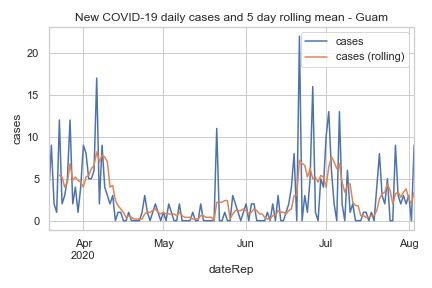 New COVID-19 daily cases and 5 day rolling mean - Guam
cases
cases (rolling)
cases
20
15
10
5
0
Apr
2020
May
Jun
Jul
Aug
dateRep